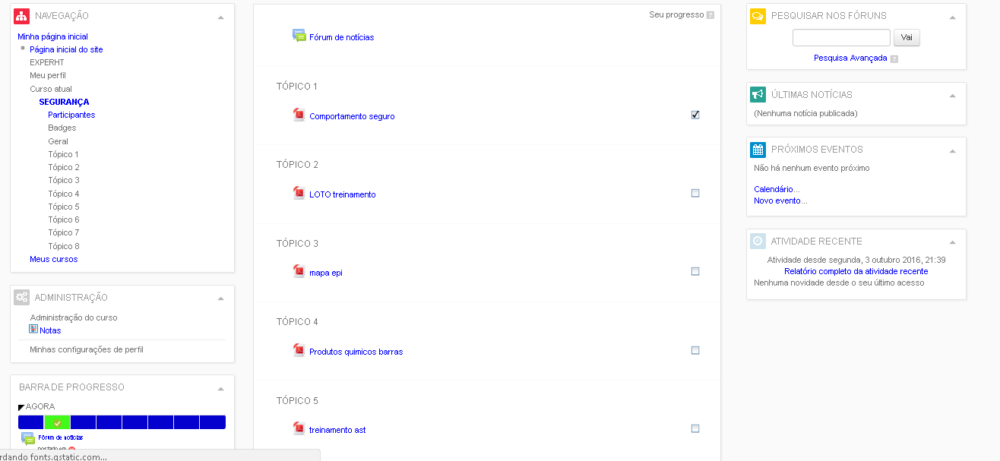 NAVEGAÇÃO
Minha página inicial
Página inicial do site
EXPERHT
Meu perfil
Curso atual
SEGURANÇA
Participantes
Badges
Geral
Tópico 1
Tópico 2
Tópico 3
Tópico 4
Tópico 5
Tópico 6
Tópico 7
Tópico 8
Meus cursos
ADMINISTRAÇÃO
Administração do curso
Notas
Minhas configurações de perfil
BARRA DE PROGRESSO
AGORA
Fórum de notícias
postado em
rdando fonts.gstatic.com...
Seu progresso
Fórum de notícias
TÓPICO 1
Comportamento seguro
TÓPICO 2
LOTO treinamento
TÓPICO 3
mapa epi
TÓPICO 4
Produtos quimicos barras
TÓPICO 5
treinamento ast
PESQUISAR NOS FÓRUNS
Vai
Pesquisa Avançada
ÚLTIMAS NOTÍCIAS
(Nenhuma notícia publicada)
PRÓXIMOS EVENTOS
Não há nenhum evento próximo
Calendário...
Novo evento...
ATIVIDADE RECENTE
Atividade desde segunda, 3 outubro 2016, 21:39
Relatório completo da atividade recente
Nenhuma novidade desde o seu último acesso